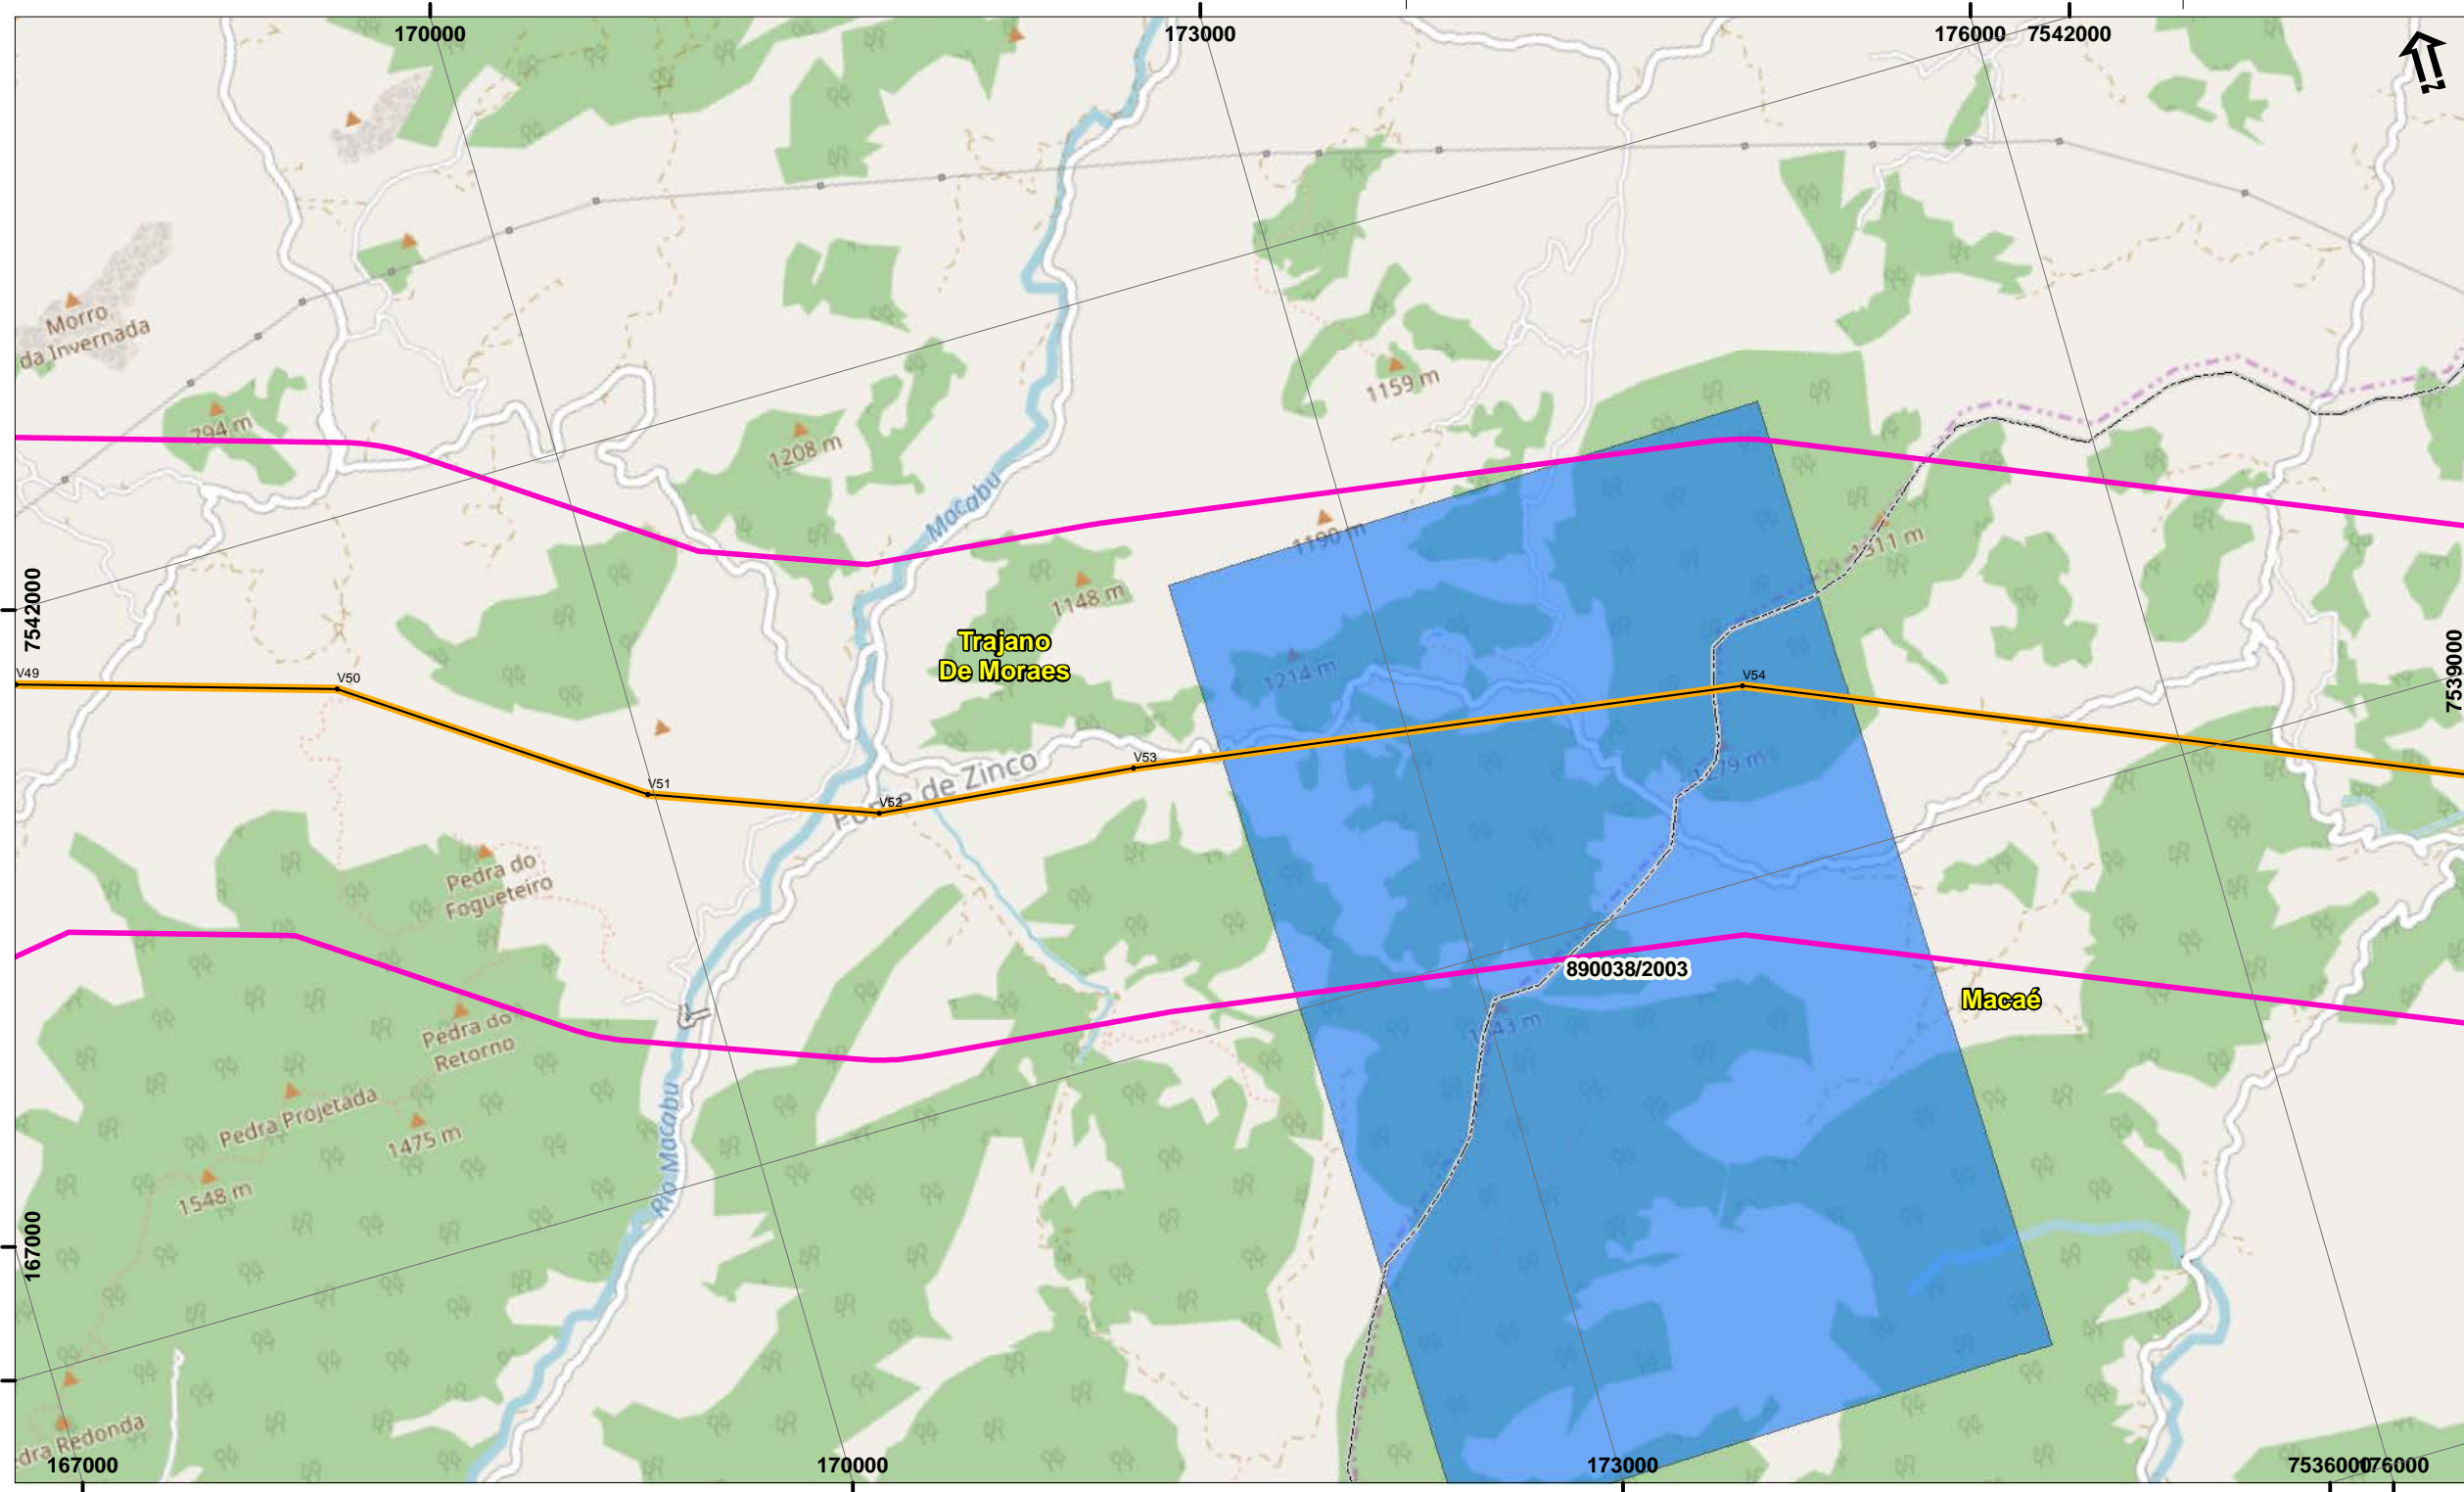 170000
173000
176000
7542000
Morro
da Invernada
794 m
1208 m
1159 m
Macabu
1190 m
1311 m
7542000
1148 m
Trajano
De Moraes
1214 m
7539000
V49
V50
V54
V53
V51
V52
1279 m
de Zinco
Pedra do
Fogueteiro
890038/2003
Macaé
Pedra do
Retorno
Pedra Projetada
1475 m
Rio Macabu
1548 m
167000
dra Redonda
167000
170000
173000
7536000
176000